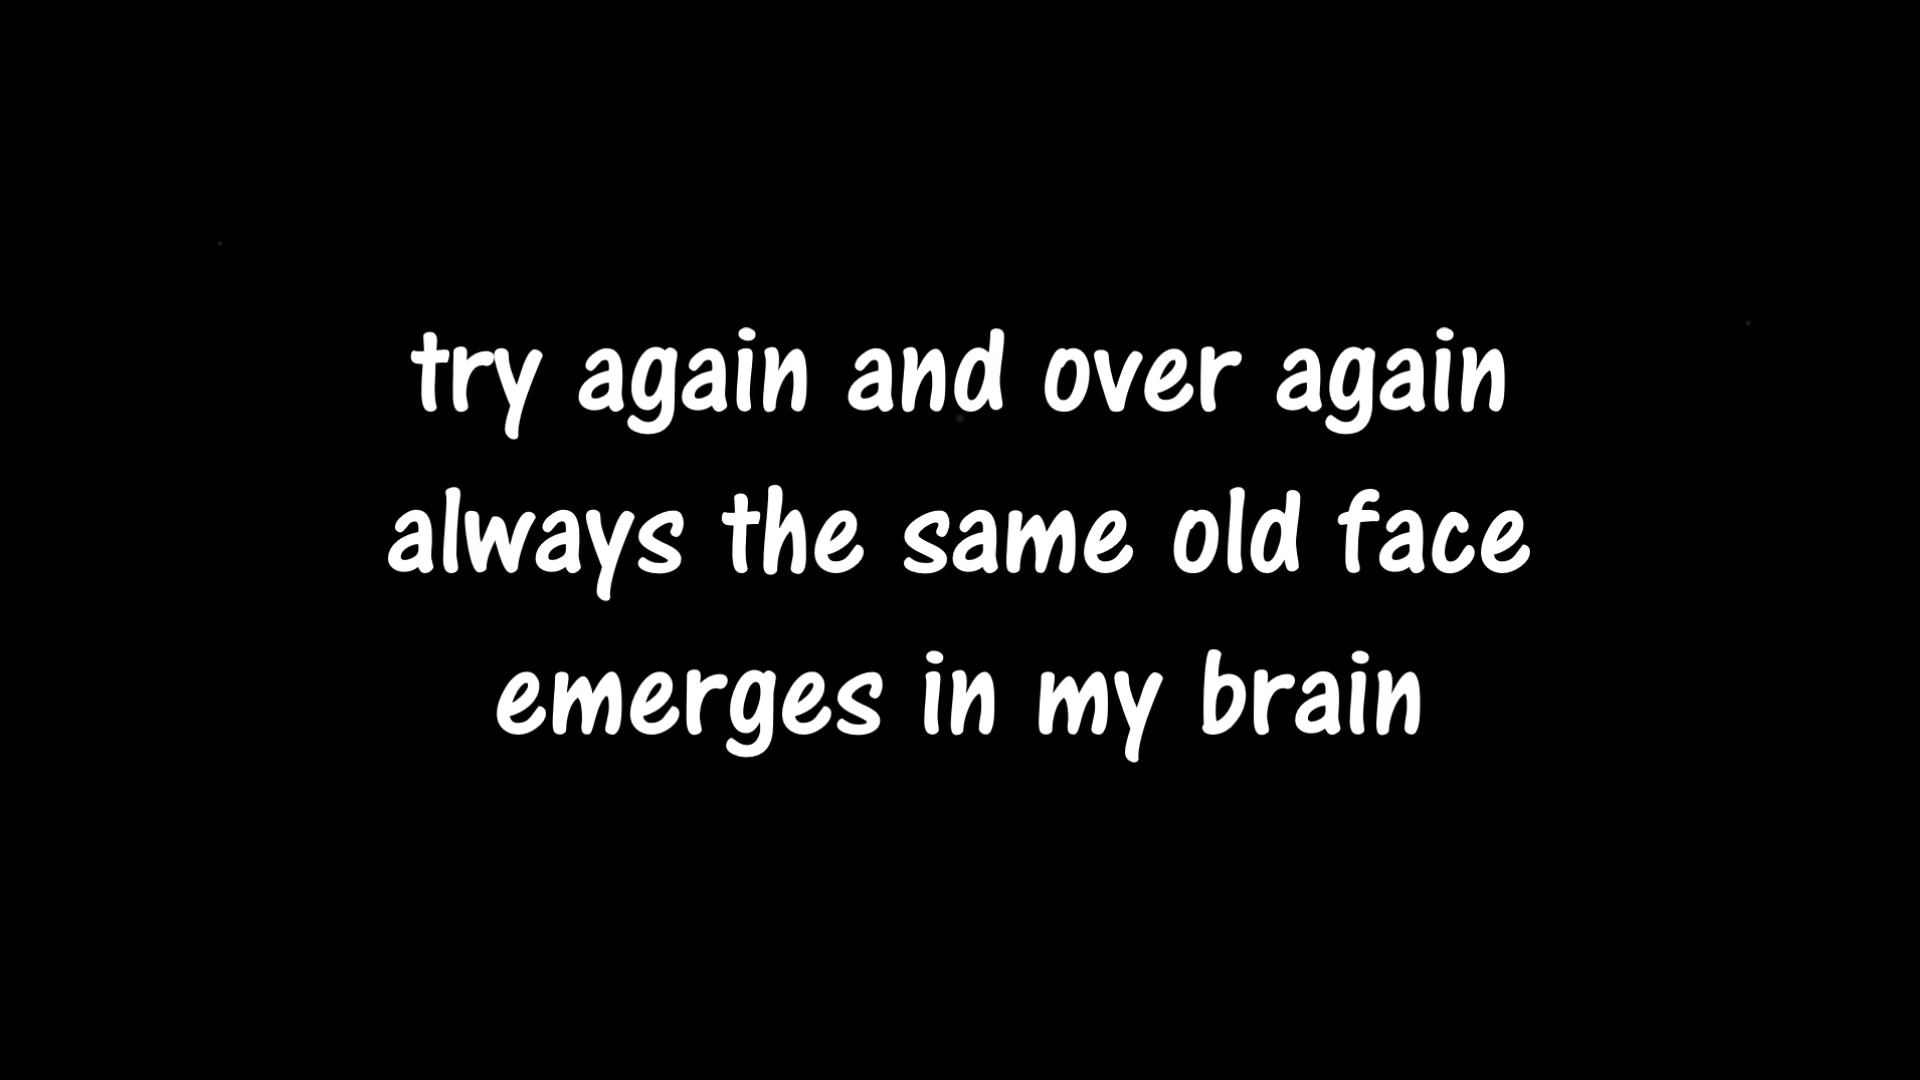 try again and over again
always the same old face
emerges in my brain